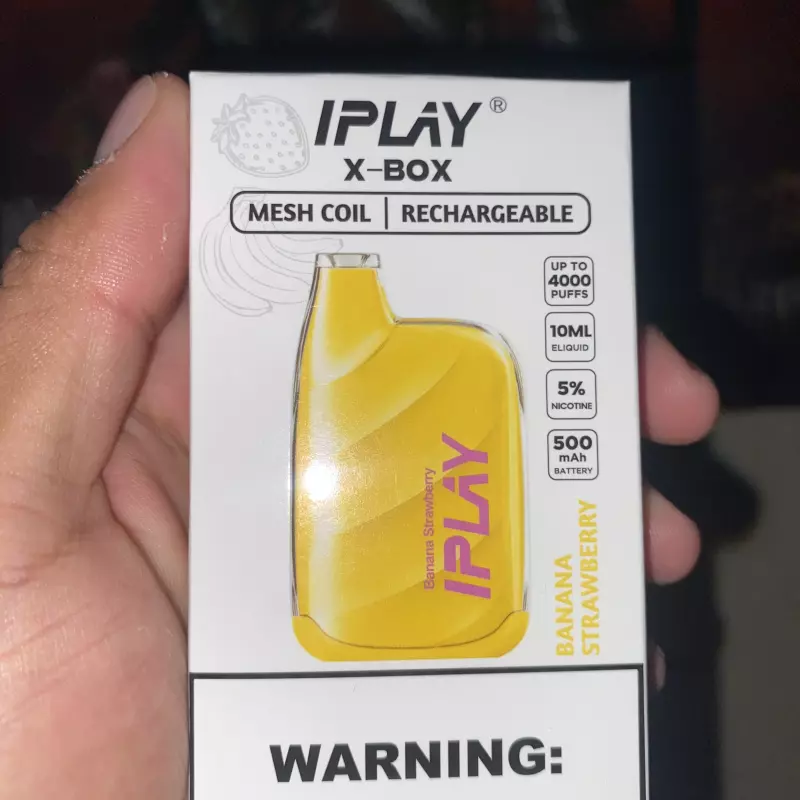 IPLAY®
X-BOX
MESH COIL | RECHARGEABLE
UP TO
4000
PUFFS
10ML
ELIQUID
5%
NICOTINE
500
mAh
BATTERY
Banana Strawberry
IPLAY
BANANA
STRAWBERRY
WARNING: